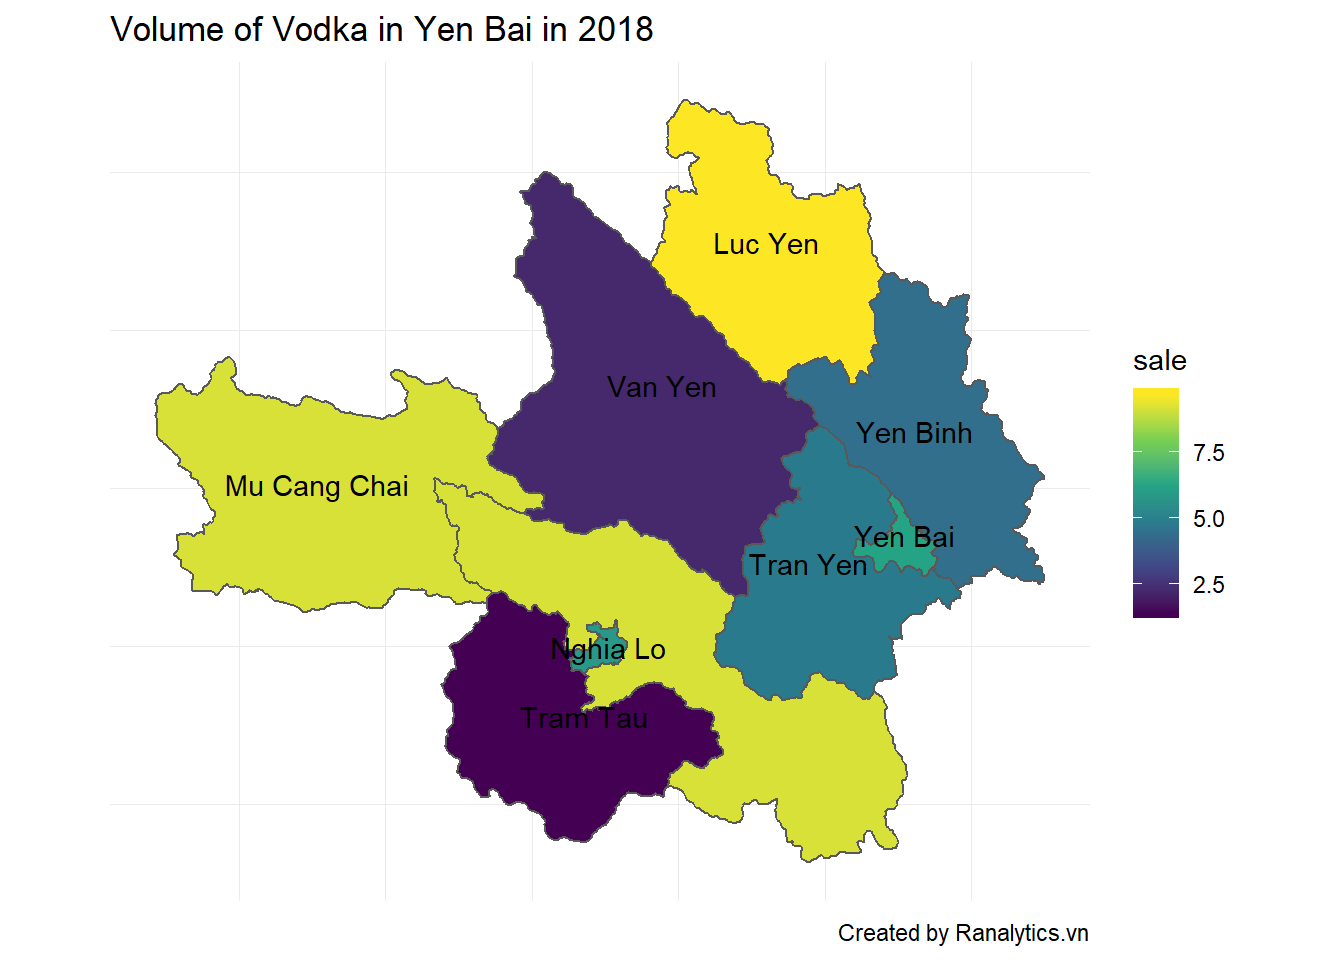 Volume of Vodka in Yen Bai in 2018
Luc Yen
sale
Van Yen
Yen Binh
7.5
Mu Cang Chai
5.0
Yen Bai
Tran Yen
2.5
Nghia Lo
Tram Tau
Created by Ranalytics.vn